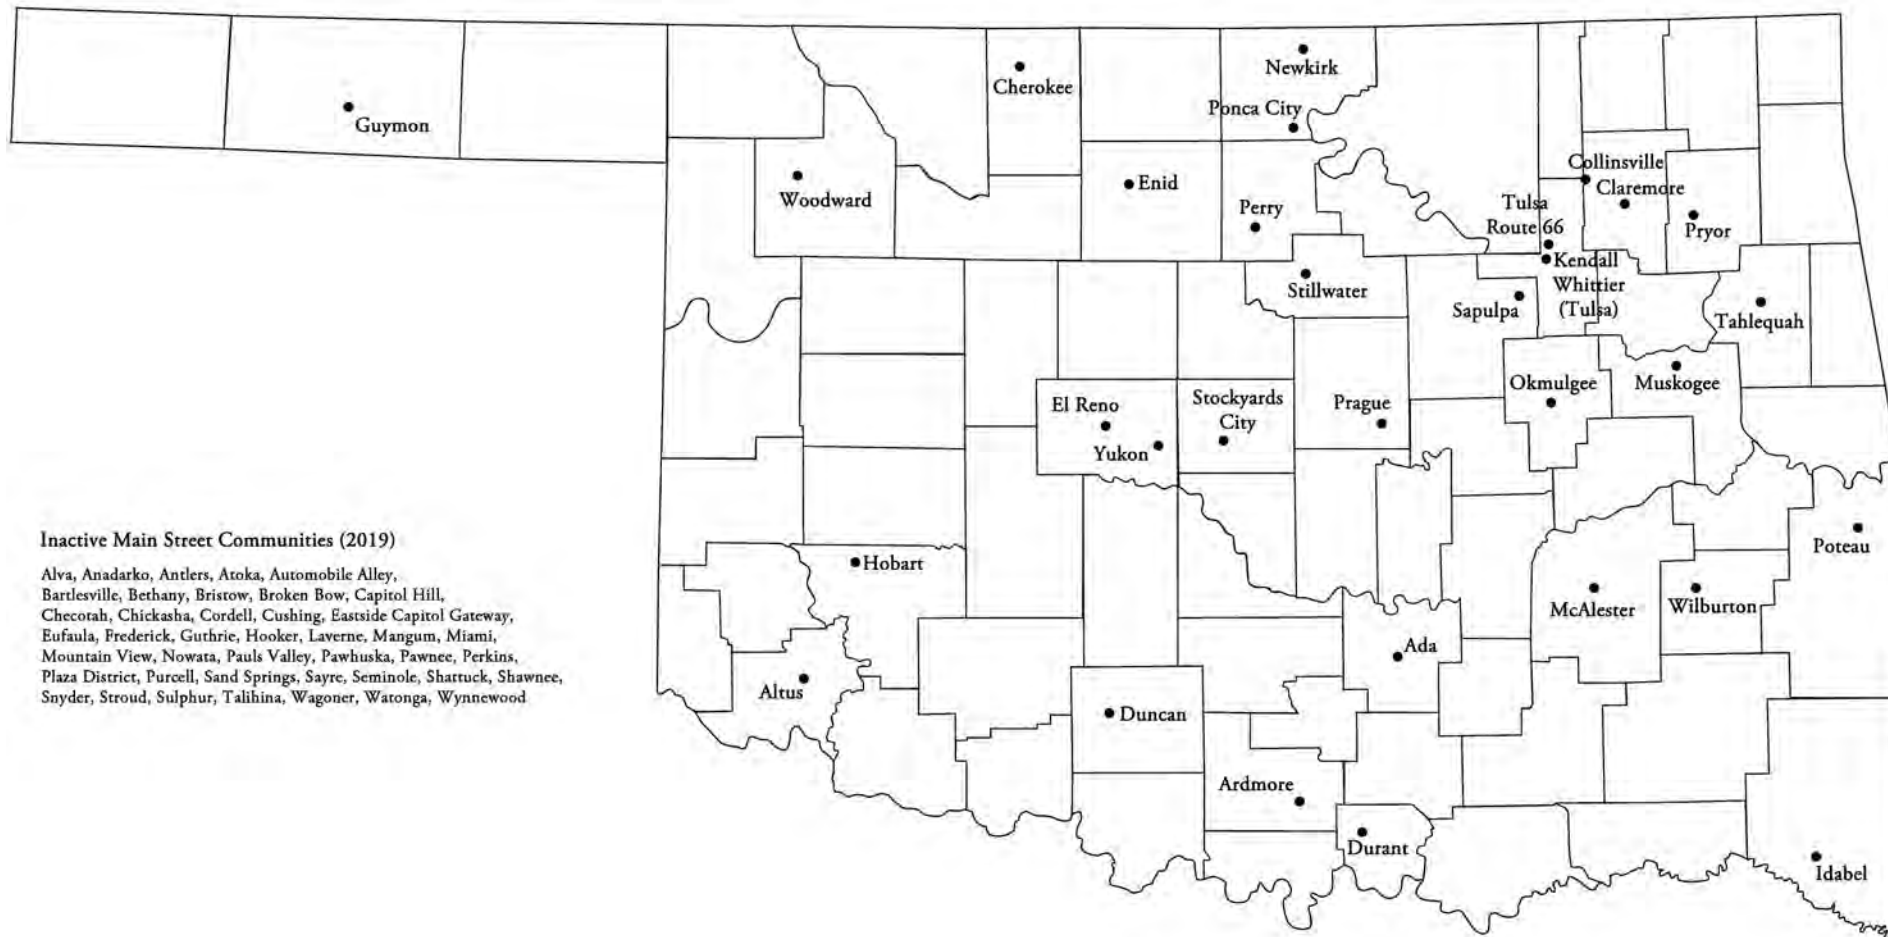 Newkirk
Cherokee
Ponca City
Guymon
Collinsville
Claremore
Woodward
Enid
Perry
Tulsa
Route 66
Pryor
Kendall
Whittier
(Tulsa)
Stillwater
Sapulpa
Tahlequah
Okmulgee
Muskogee
El Reno
Stockyards
City
Prague
Yukon
Inactive Main Street Communities (2019)
Alva, Anadarko, Antlers, Atoka, Automobile Alley,
Bartlesville, Bethany, Bristow, Broken Bow, Capitol Hill,
Checotah, Chickasha, Cordell, Cushing, Eastside Capitol Gateway,
Eufaula, Frederick, Guthrie, Hooker, Laverne, Mangum, Miami,
Mountain View, Nowata, Pauls Valley, Pawhuska, Pawnee, Perkins,
Plaza District, Purcell, Sand Springs, Sayre, Seminole, Shattuck, Shawnee,
Snyder, Stroud, Sulphur, Talihina, Wagoner, Watonga, Wynnewood
Poteau
Hobart
McAlester
Wilburton
Ada
Altus
Duncan
Ardmore
Durant
Idabel